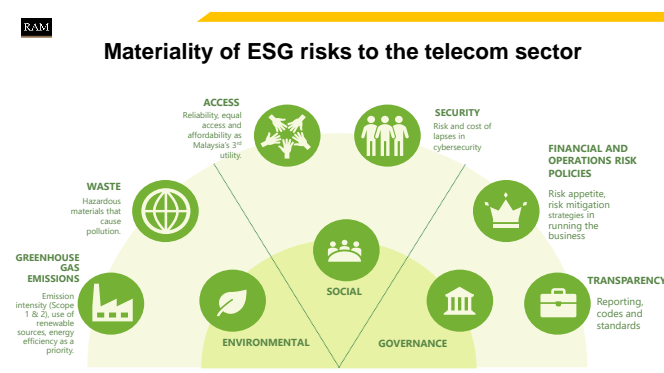 RAM
Materiality of ESG risks to the telecom sector
ACCESS
Reliability, equal
access and
affordability as
Malaysia's 3rd
utility.
SECURITY
Risk and cost of
lapses in
cybersecurity
FINANCIAL AND
OPERATIONS RISK
POLICIES
Risk appetite,
risk mitigation
strategies in
running the
business
WASTE
Hazardous
materials that
cause
pollution.
GREENHOUSE
GAS
EMISSIONS
Emission
intensity (Scope
1 & 2), use of
renewable
sources, energy
efficiency as a
priority.
TRANSPARENCY
Reporting,
codes and
standards
SOCIAL
ENVIRONMENTAL
GOVERNANCE